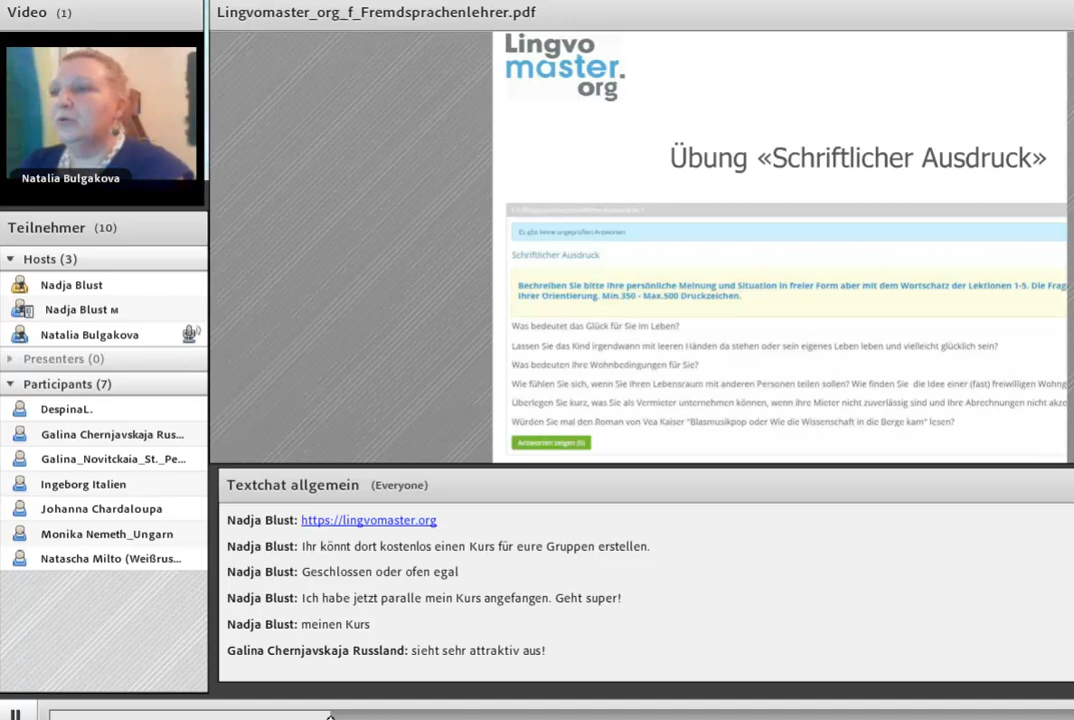 Video (1)
Natalia Bulgakova
Teilnehmer (10)
Hosts (3)
Nadja Blust
Nadja Blust м
Natalia Bulgakova
Presenters (0)
Participants (7)
DespinaL.
Galina Chernjavskaja Rus...
Galina_Novitckaia_St._Pe...
Ingeborg Italien
Johanna Chardaloupa
Monika Nemeth_Ungarn
Natascha Milto (Weißrus...
Lingvomaster_org_f_Fremdsprachenlehrer.pdf
Lingvo
master.
org
Übung «Schriftlicher Ausdruck»
Es gibt keine ungeprüften Antworten
Schriftlicher Ausdruck
Bechreiben Sie bitte Ihre persönliche Meinung und Situation in freier Form aber mit dem Wortschatz der Lektionen 1-5. Die Frag
Ihrer Orientierung. Min.350 - Max.500 Druckzeichen.
Was bedeutet das Glück für Sie im Leben?
Lassen Sie das Kind irgendwann mit leeren Händen da stehen oder sein eigenes Leben leben und vielleicht glücklich sein?
Was bedeuten Ihre Wohnbedingungen für Sie?
Wie fühlen Sie sich, wenn Sie Ihren Lebensraum mit anderen Personen teilen sollen? Wie finden Sie die Idee einer (fast) freiwilligen Wohng
Überlegen Sie kurz, was Sie als Vermieter unternehmen können, wenn ihre Mieter nicht zuverlässig sind und Ihre Abrechnungen nicht akze
Würden Sie mal den Roman von Vea Kaiser "Blasmusikpop oder Wie die Wissenschaft in die Berge kam" lesen?
Antworten zeigen (0)
Textchat allgemein (Everyone)
Nadja Blust: https://lingvomaster.org
Nadja Blust: Ihr könnt dort kostenlos einen Kurs für eure Gruppen erstellen.
Nadja Blust: Geschlossen oder ofen egal
Nadja Blust: Ich habe jetzt paralle mein Kurs angefangen. Geht super!
Nadja Blust: meinen Kurs
Galina Chernjavskaja Russland: sieht sehr attraktiv aus!